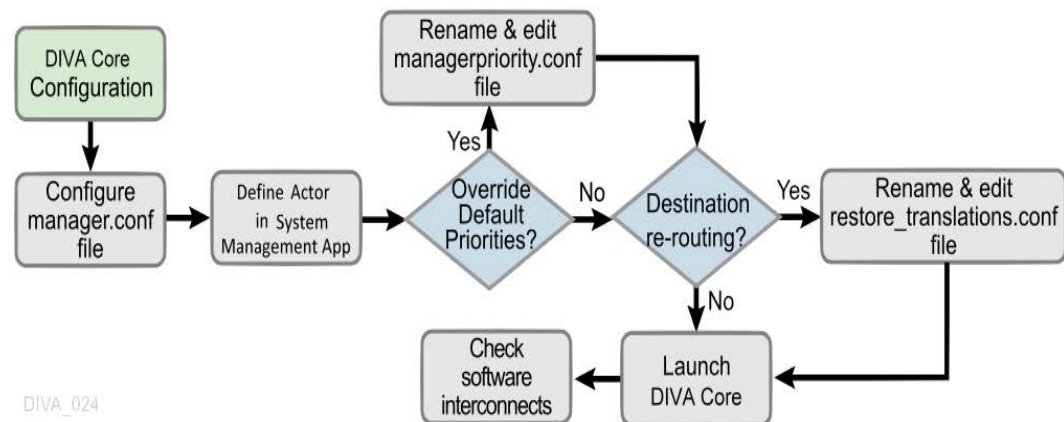 DIVA Core
Configuration
Configure
manager.conf
file
Define Actor
in System
Management App
Override
Default
Priorities?
Yes
Rename & edit
managerpriority.conf
file
No
Destination
re-routing?
Yes
Rename & edit
restore_translations.conf
file
No
Launch
DIVA Core
Check
software
interconnects
DIVA_024